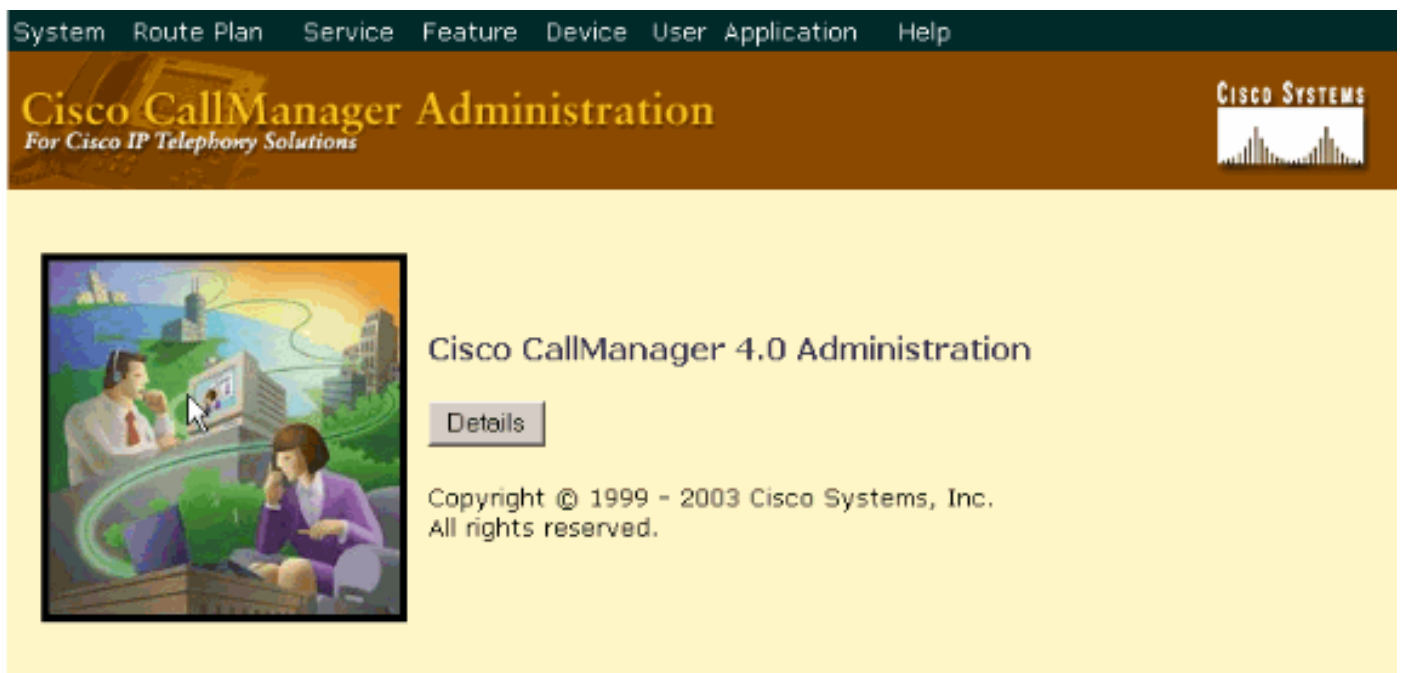 System Route Plan Service Feature Device User Application Help
Cisco CallManager Administration
For Cisco IP Telephony Solutions
CISCO SYSTEMS
Cisco CallManager 4.0 Administration
Details
Copyright © 1999 - 2003 Cisco Systems, Inc.
All rights reserved.